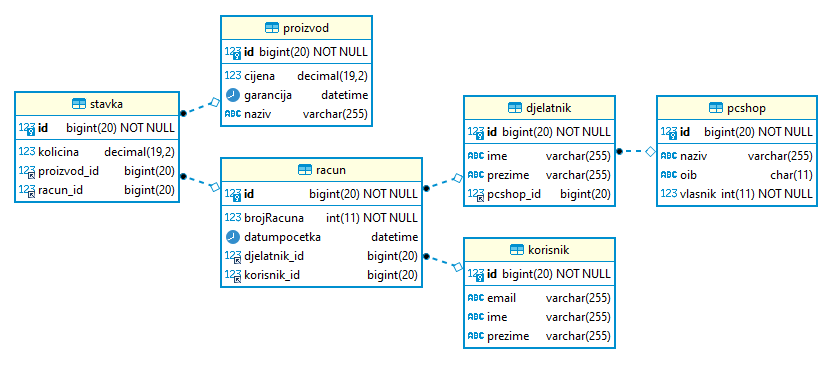 proizvod
123 id bigint(20) NOT NULL
123 cijena decimal(19,2)
garancija datetime
ABC naziv varchar(255)
stavka
123 id bigint(20) NOT NULL
123 kolicina decimal(19,2)
123 proizvod_id bigint(20)
123 racun_id bigint(20)
racun
123 id bigint(20) NOT NULL
123 brojRacuna int(11) NOT NULL
datumpocetka datetime
123 djelatnik_id bigint(20)
123 korisnik_id bigint(20)
djelatnik
123 id bigint(20) NOT NULL
ABC ime varchar(255)
ABC prezime varchar(255)
123 pcshop_id bigint(20)
pcshop
123 id bigint(20) NOT NULL
ABC naziv varchar(255)
ABC oib char(11)
123 vlasnik int(11) NOT NULL
korisnik
123 id bigint(20) NOT NULL
ABC email varchar(255)
ABC ime varchar(255)
ABC prezime varchar(255)